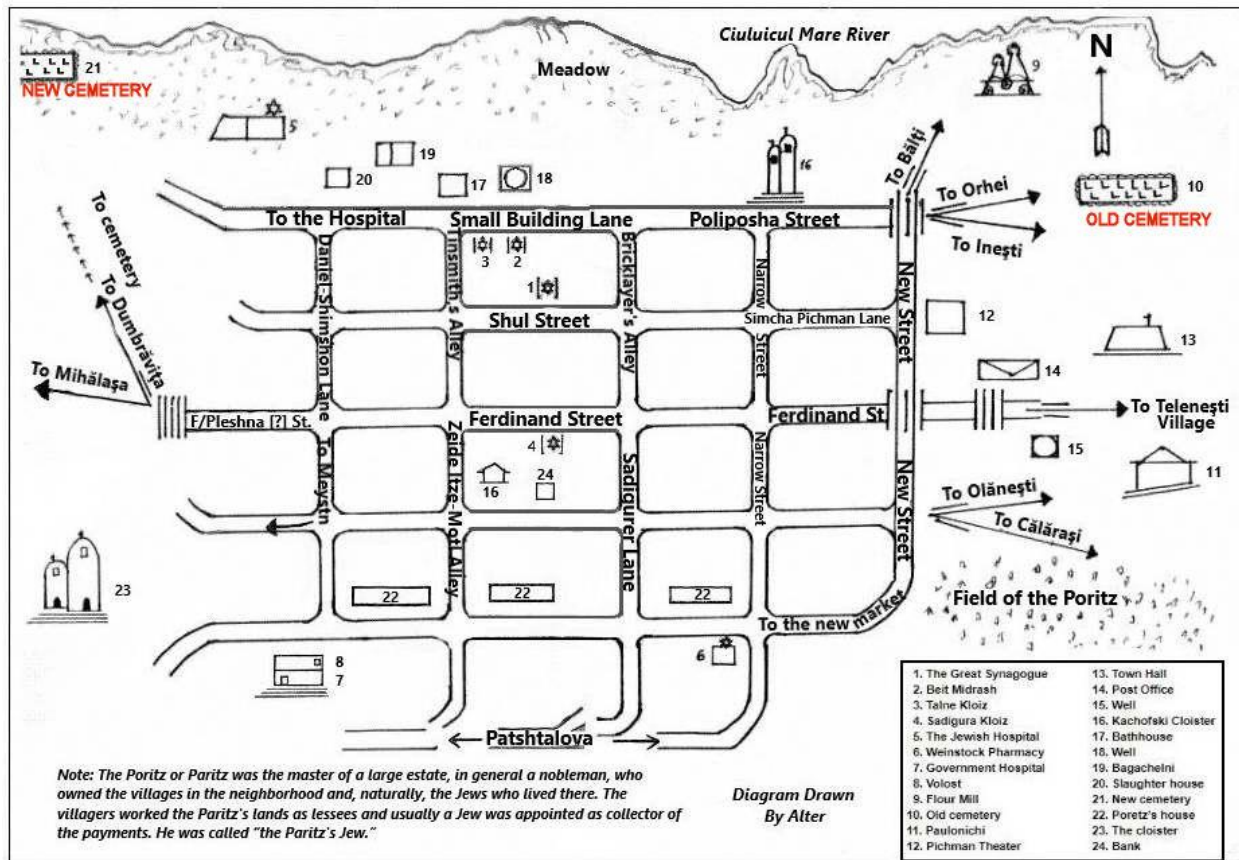 Ciuluicul Mare River
N
21
NEW CEMETERY
Meadow
9
5
19
20
17
18
16
To Bălți
To Orhei
10
OLD CEMETERY
To Inești
To cemetery
To the Hospital
Small Building Lane
Poliposha Street
3
2
1
Daniel-Shimshon Lane
Tinsmith,s Alley
Bricklayer's Alley
Narrow Street
New Street
To Dumbrăvița
Shul Street
Simcha Pichman Lane
12
13
To Mihălașa
14
F/Pleshna [?] St.
Ferdinand Street
Ferdinand St.
To Telenești
Village
4
16
24
15
11
To Meystn
Zeide Itze-Motl Alley
Sadigurer Lane
Narrow Street
New Street
To Olănești
To Călărași
23
22
22
22
Field of the Poritz
To the new market
6
8
7
Patshtalova
Note: The Poritz or Paritz was the master of a large estate, in general a nobleman, who
owned the villages in the neighborhood and, naturally, the Jews who lived there. The
villagers worked the Paritz's lands as lessees and usually a Jew was appointed as collector
of the payments. He was called “the Paritz's Jew.”
Diagram Drawn
By Alter
1. The Great Synagogue
2. Beit Midrash
3. Talne Kloiz
4. Sadigura Kloiz
5. The Jewish Hospital
6. Weinstock Pharmacy
7. Government Hospital
8. Volost
9. Flour Mill
10. Old cemetery
11. Paulonichi
12. Pichman Theater
13. Town Hall
14. Post Office
15. Well
16. Kachofski Cloister
17. Bathhouse
18. Well
19. Bagachelni
20. Slaughter house
21. New cemetery
22. Poretz's house
23. The cloister
24. Bank